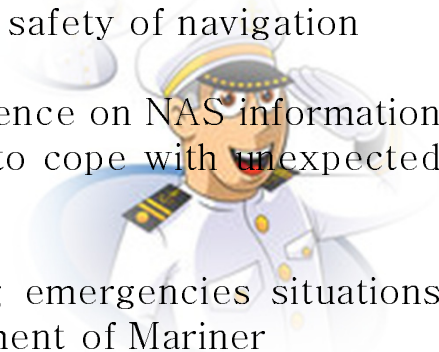 safety of navigation
ence on NAS information
to cope with unexpected
emergencies situations
ment of Mariner